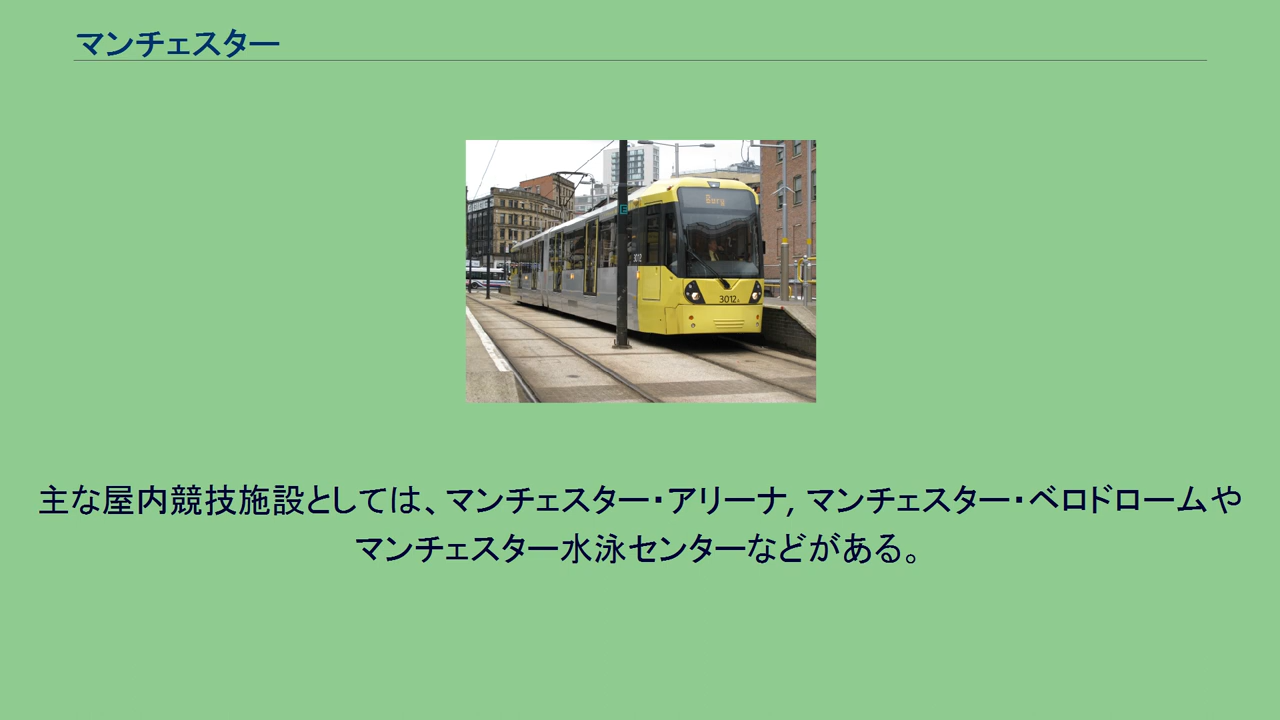 マンチェスター
Bury
3012
3012
主な屋内競技施設としては、マンチェスター・アリーナ, マンチェスター・ベロドロームや
マンチェスター水泳センターなどがある。